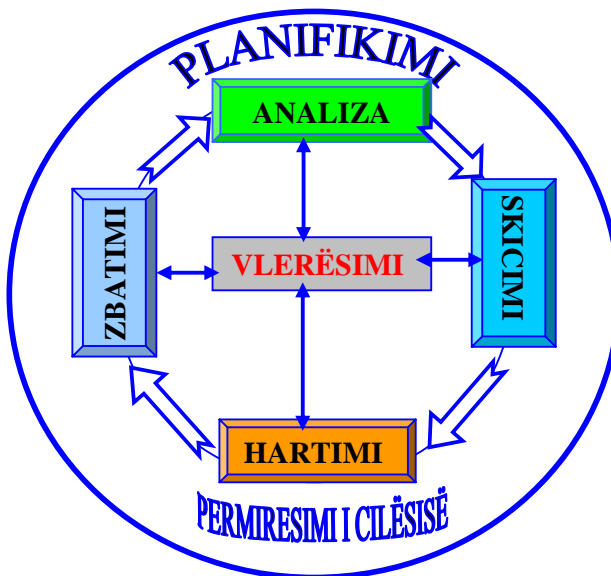 PLANIFIKIMI
ANALIZA
SKICIMI
ZBATIMI
VLERËSIMI
HARTIMI
PERMIRESIMI I CILËSISË